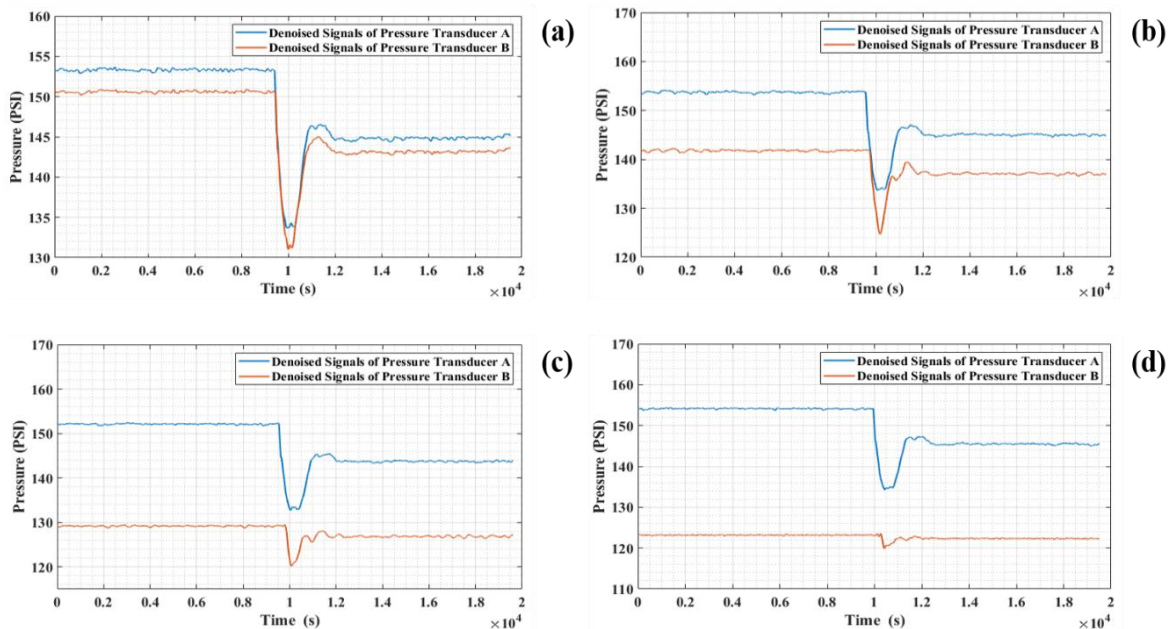 (a)
Denoised Signals of Pressure Transducer A
Denoised Signals of Pressure Transducer B
160
155
150
145
140
135
130
Pressure (PSI)
0 0.2 0.4 0.6 0.8 1 1.2 1.4 1.6 1.8 2
Time (s)
×10⁴
(b)
Denoised Signals of Pressure Transducer A
Denoised Signals of Pressure Transducer B
170
160
150
140
130
120
Pressure (PSI)
0 0.2 0.4 0.6 0.8 1 1.2 1.4 1.6 1.8 2
Time (s)
×10⁴
(c)
Denoised Signals of Pressure Transducer A
Denoised Signals of Pressure Transducer B
170
160
150
140
130
120
Pressure (PSI)
0 0.2 0.4 0.6 0.8 1 1.2 1.4 1.6 1.8 2
Time (s)
×10⁴
(d)
Denoised Signals of Pressure Transducer A
Denoised Signals of Pressure Transducer B
170
160
150
140
130
120
110
Pressure (PSI)
0 0.2 0.4 0.6 0.8 1 1.2 1.4 1.6 1.8 2
Time (s)
×10⁴